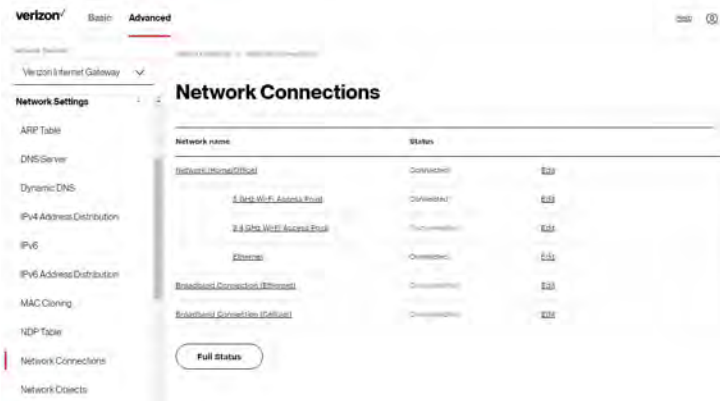 verizon✓ Basic Advanced Help
Verizon Internet Gateway
Network Connections
Network Settings
Network name Status
ARP Table
Network (Home/Office) Connected Edit
DNS Server
5 GHz Wi-Fi Access Point Connected Edit
Dynamic DNS
2.4 GHz Wi-Fi Access Point Edit
IPv4 Address Distribution
Ethernet Connected Edit
IPv6
IPv6 Address Distribution
Broadband Connection (Ethernet) Edit
MAC Cloning
Broadband Connection (Cellular) Edit
NDP Table
Full Status
Network Connections
Network Objects